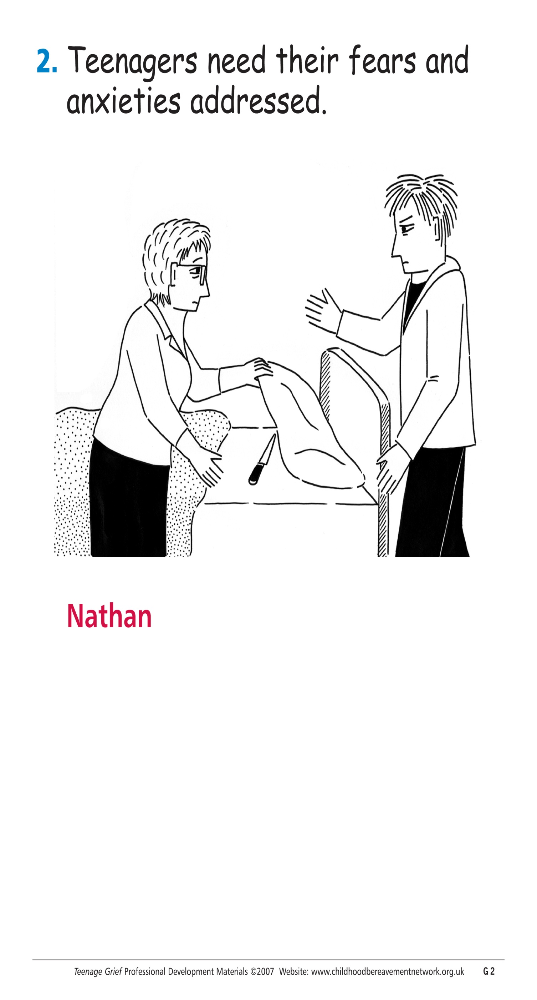 2. Teenagers need their fears and
anxieties addressed.
Nathan
Teenage Grief Professional Development Materials ©2007 Website: www.childhoodbereavementnetwork.org.uk G 2